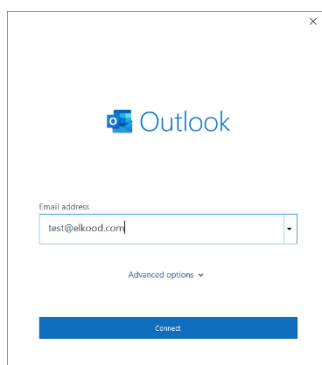 Outlook
Email address
test@elkood.com
Advanced options
Connect